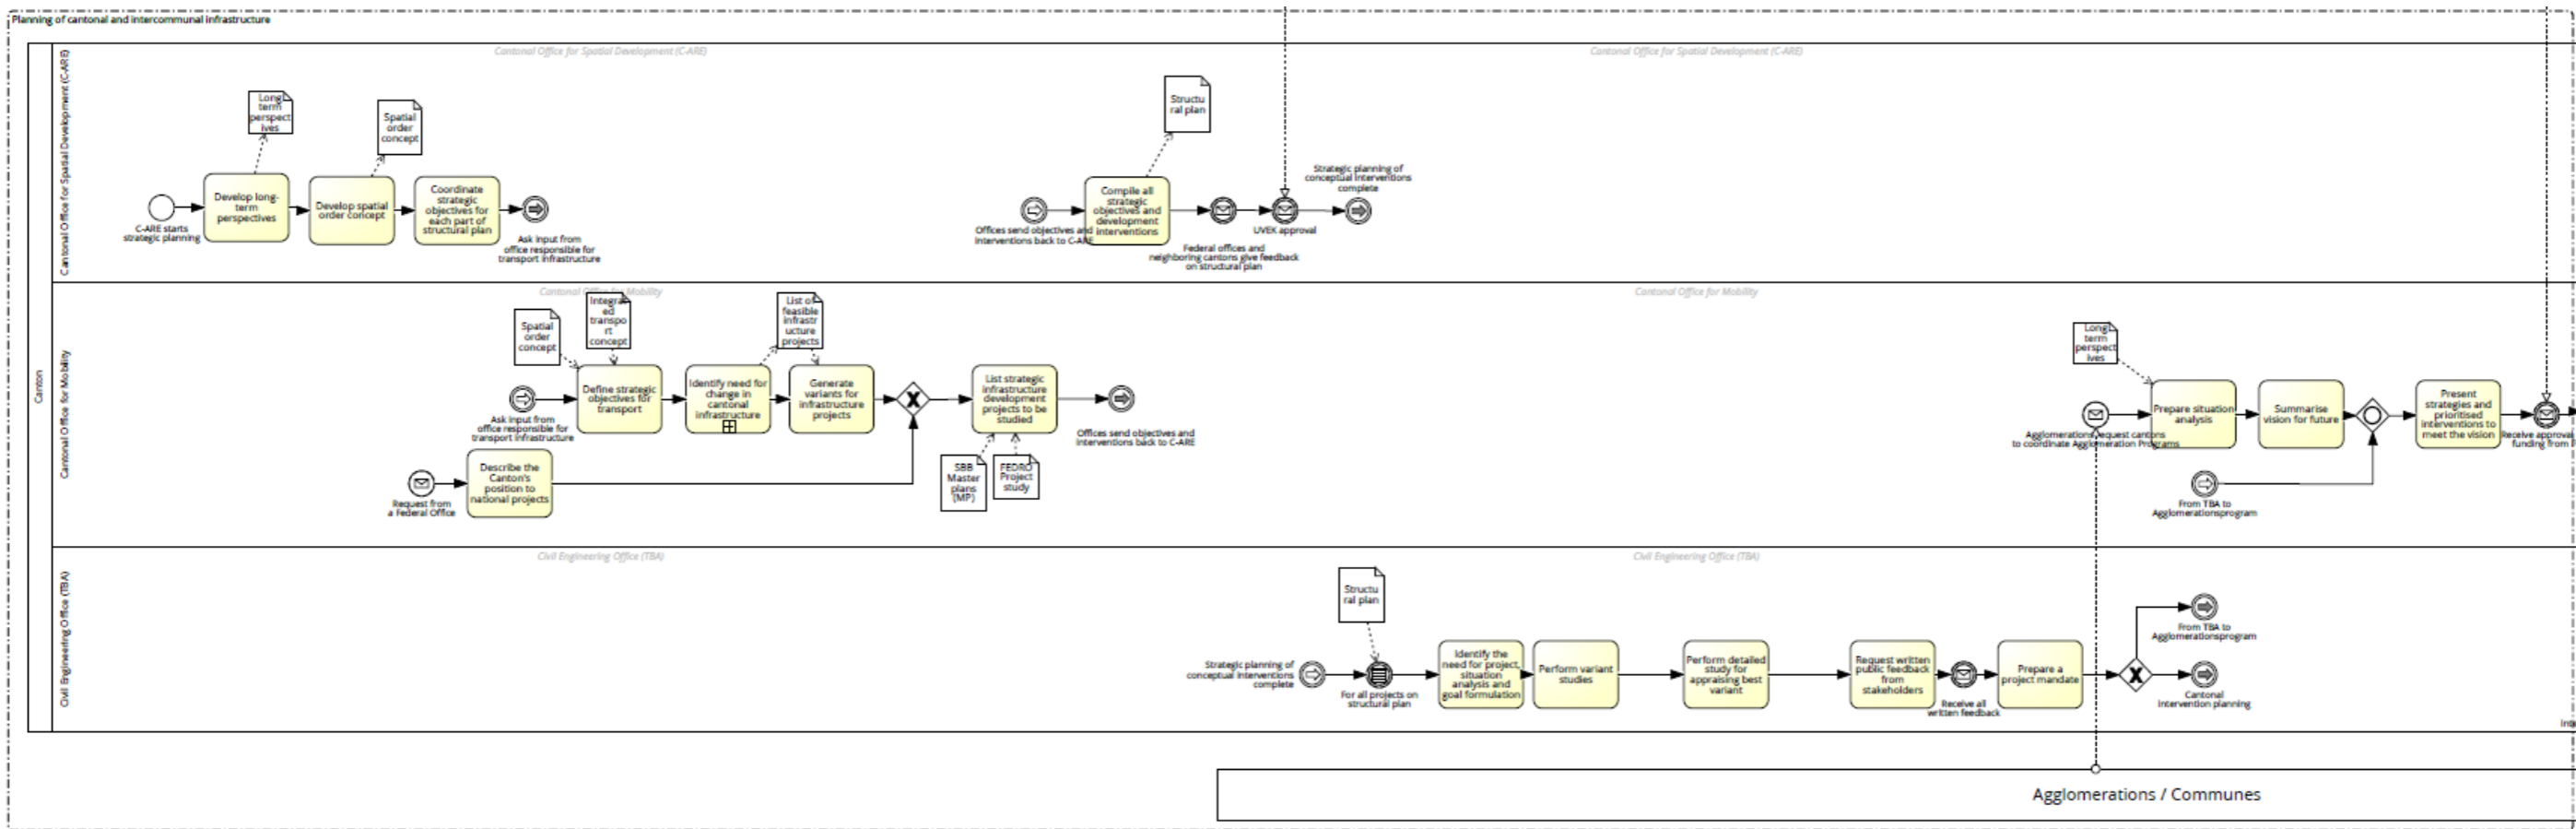 Planning of cantonal and intercommunal infrastructure
Canton
Cantonal Office for Spatial Development (C-ARE)
Cantonal Office for Spatial Development (C-ARE)
Cantonal Office for Spatial Development (C-ARE)
Long
term
perspect
ives
Spatial
order
concept
Develop long-
term
perspectives
Develop spatial
order concept
Coordinate
strategic
objectives for
each part of
structural plan
C-ARE starts
strategic planning
Ask input from
office responsible for
transport infrastructure
Structu
ral plan
Offices send objectives and
interventions back to C-ARE
Compile all
strategic
objectives and
development
interventions
Federal offices and
neighboring cantons give feedback
on structural plan
UVEK approval
Strategic planning of
conceptual interventions
complete
Cantonal Office for Mobility
Cantonal Office for Mobility
Cantonal Office for Mobility
Spatial
order
concept
Integrat
ed
transpo
rt
concept
List of
feasible
infrastr
ucture
projects
Ask input from
office responsible for
transport infrastructure
Define strategic
objectives for
transport
Identify need for
change in
cantonal
infrastructure
Generate
variants for
infrastructure
projects
List strategic
infrastructure
development
projects to be
studied
Offices send objectives and
interventions back to C-ARE
Request from
a Federal Office
Describe the
Canton's
position to
national projects
SBB
Master
plans
(MP)
FEDRO
Project
study
Long
term
perspect
ives
Agglomerations request cantons
to coordinate Agglomeration Programs
Prepare situation
analysis
Summarise
vision for future
Present
strategies and
prioritised
interventions to
meet the vision
Receive approval
funding from
From TBA to
Agglomerationsprogram
Civil Engineering Office (TBA)
Civil Engineering Office (TBA)
Civil Engineering Office (TBA)
Structu
ral plan
Strategic planning of
conceptual interventions
complete
For all projects on
structural plan
Identify the
need for project,
situation
analysis and
goal formulation
Perform variant
studies
Perform detailed
study for
appraising best
variant
Request written
public feedback
from
stakeholders
Receive all
written feedback
Prepare a
project mandate
From TBA to
Agglomerationsprogram
Cantonal
intervention planning
Agglomerations / Communes